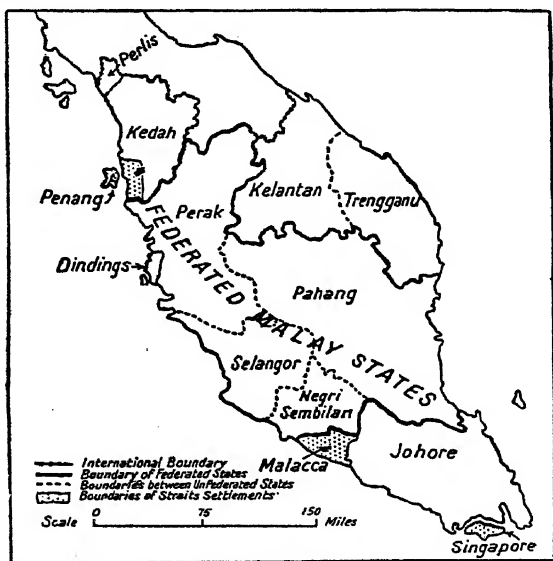 Perlis
Kedah
Penang
Perak
Kelantan
Trengganu
Dindings
FEDERATED MALAY STATES
Pahang
Selangor
Negri
Sembilan
Malacca
Johore
Singapore
International Boundary
Boundary of Federated States
Boundaries between Unfederated States
Boundaries of Straits Settlements
Scale 0 75 150 Miles